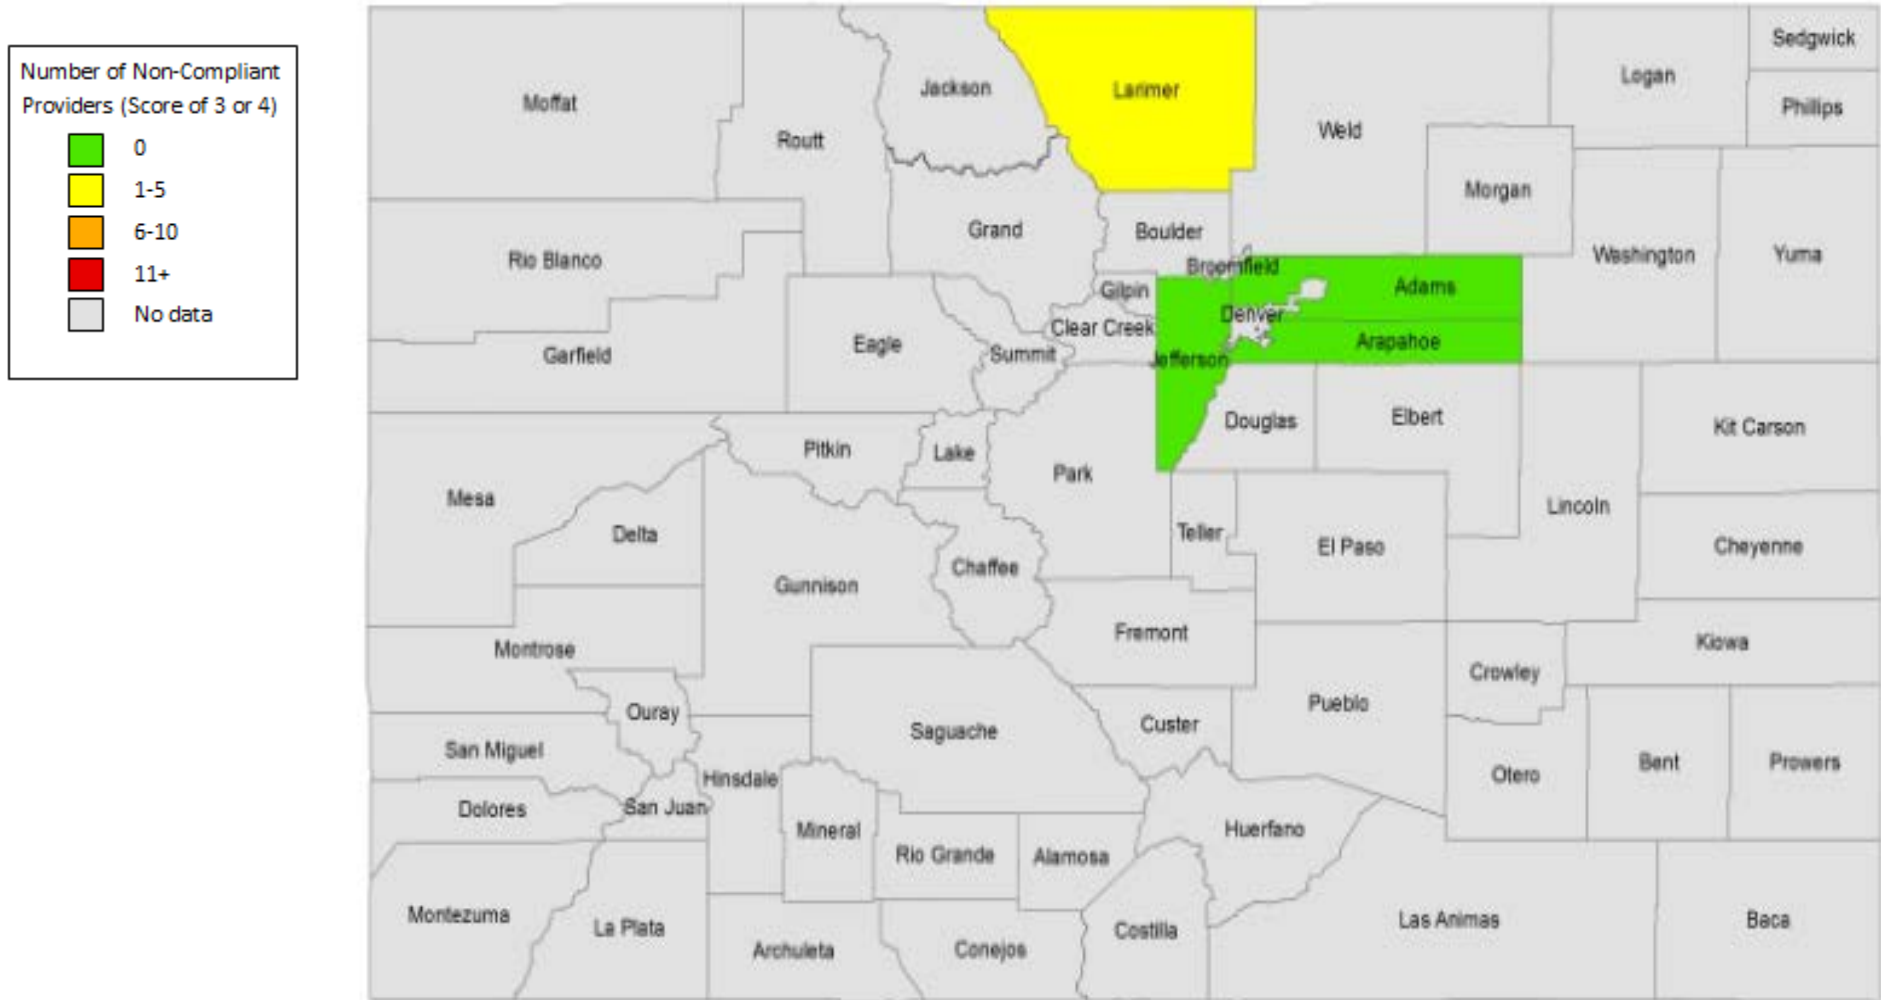 Number of Non-Compliant
Providers (Score of 3 or 4)
0
1-5
6-10
11+
No data
Sedgwick
Logan
Jackson
Larimer
Moffat
Phillips
Weld
Routt
Morgan
Grand
Boulder
Washington
Yuma
Rio Blanco
Broomfield
Adams
Gilpin
Denver
Clear Creek
Arapahoe
Eagle
Summit
Garfield
Jefferson
Elbert
Douglas
Kit Carson
Pitkin
Lake
Park
Mesa
Lincoln
Teller
Delta
El Paso
Cheyenne
Chaffee
Gunnison
Fremont
Kiowa
Montrose
Crowley
Pueblo
Ouray
Custer
Saguache
San Miguel
Bent
Prowers
Otero
Hinsdale
San Juan
Dolores
Mineral
Huerfano
Rio Grande
Alamosa
Montezuma
Las Animas
Baca
La Plata
Costilla
Archuleta
Conejos